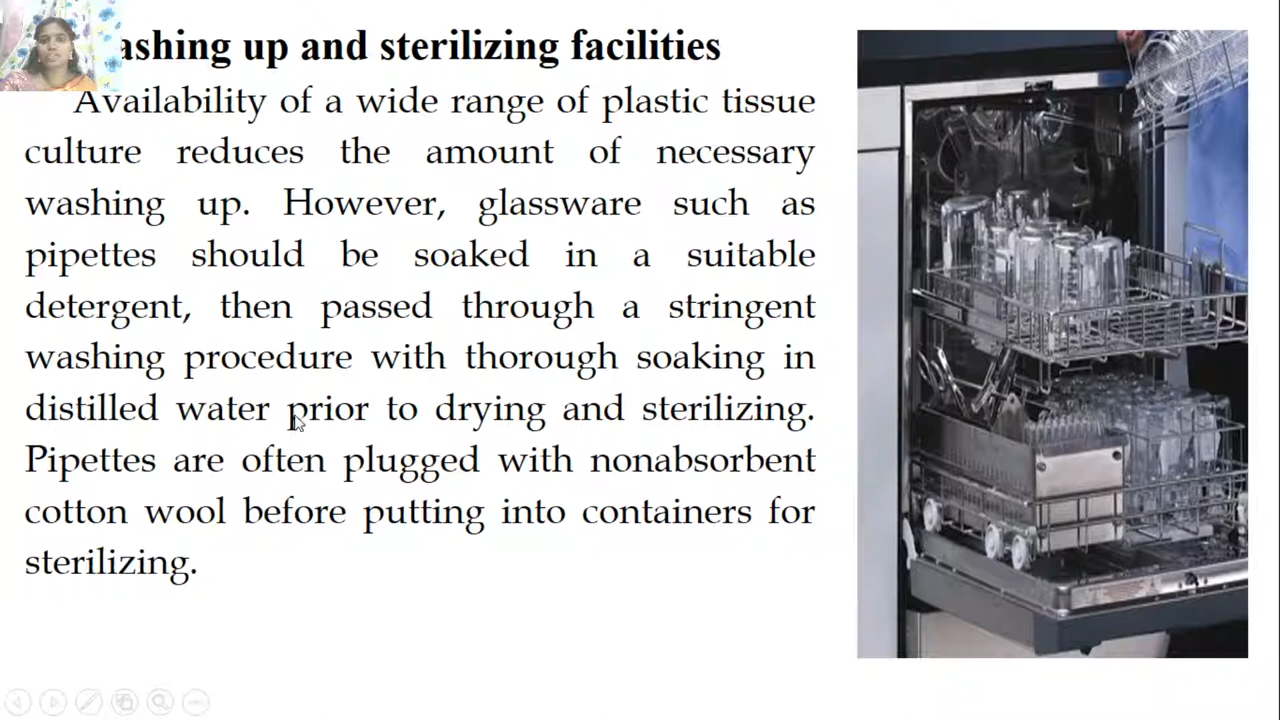 ashing up and sterilizing facilities
Availability of a wide range of plastic tissue
culture reduces the amount of necessary
washing up. However, glassware such as
pipettes should be soaked in a suitable
detergent, then passed through a stringent
washing procedure with thorough soaking in
distilled water prior to drying and sterilizing.
Pipettes are often plugged with nonabsorbent
cotton wool before putting into containers for
sterilizing.